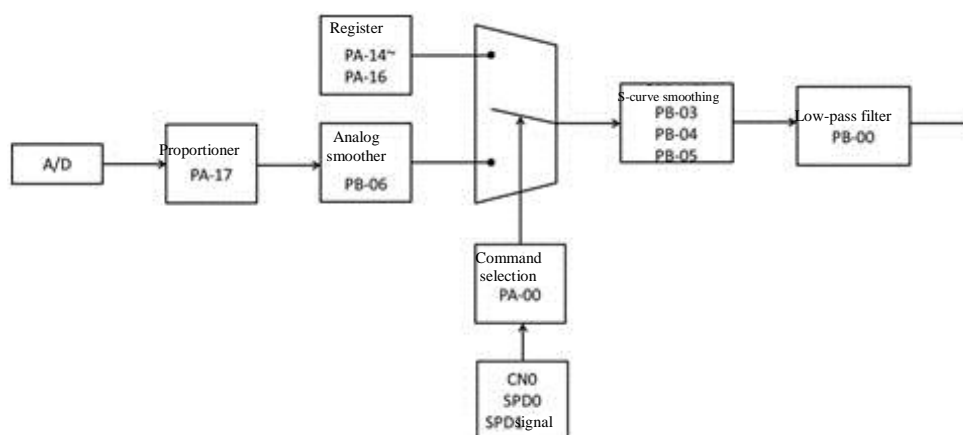 Register
PA-14~
PA-16
A/D
Proportioner
PA-17
Analog
smoother
PB-06
S-curve smoothing
PB-03
PB-04
PB-05
Low-pass filter
PB-00
Command
selection
PA-00
CN0
SPD0
SPD1signal